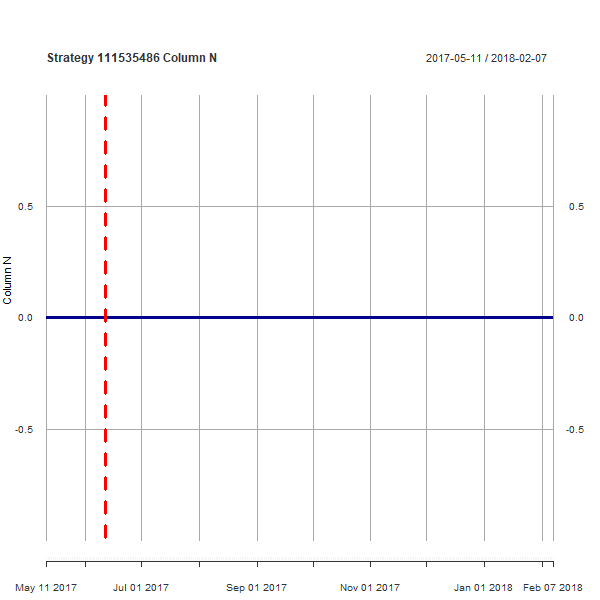 Strategy 111535486 Column N
2017-05-11 / 2018-02-07
0.5
0.5
Column N
0.0
0.0
-0.5
-0.5
May 11 2017
Jul 01 2017
Sep 01 2017
Nov 01 2017
Jan 01 2018
Feb 07 2018